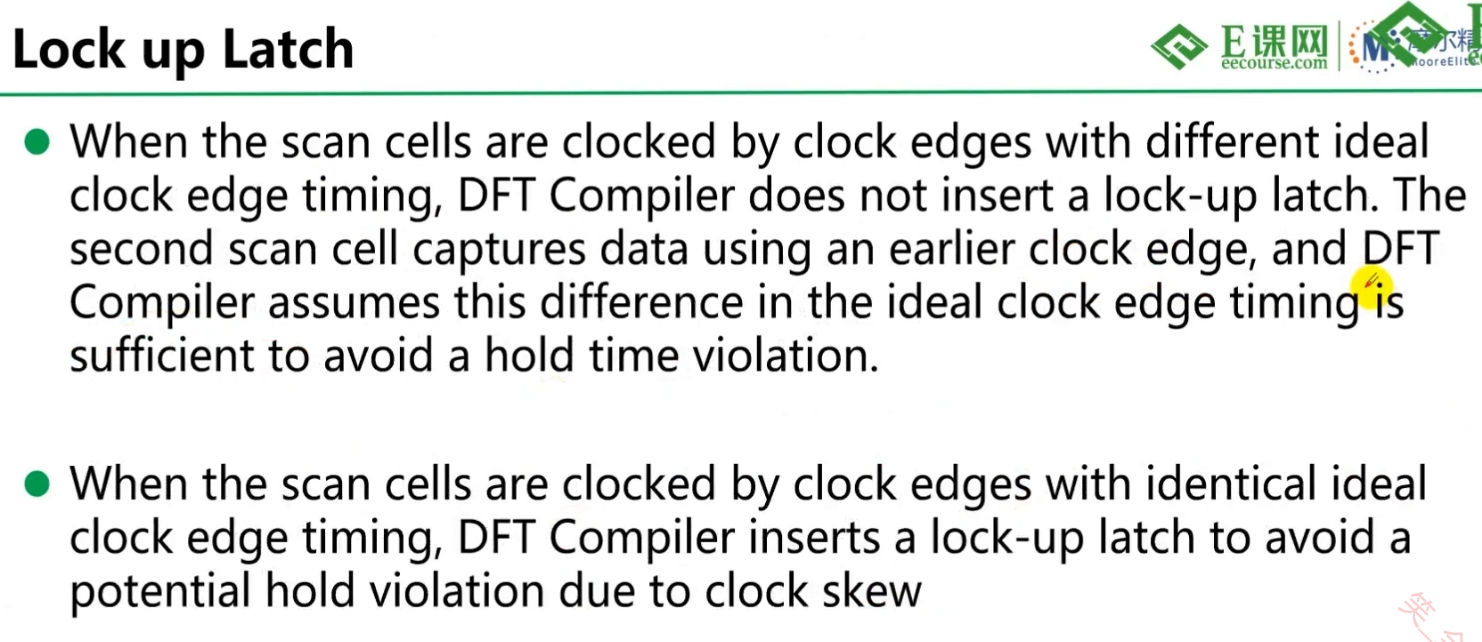 Lock up Latch
E课网
eecourse.com
MooreElite
When the scan cells are clocked by clock edges with different ideal
clock edge timing, DFT Compiler does not insert a lock-up latch. The
second scan cell captures data using an earlier clock edge, and DFT
Compiler assumes this difference in the ideal clock edge timing is
sufficient to avoid a hold time violation.
When the scan cells are clocked by clock edges with identical ideal
clock edge timing, DFT Compiler inserts a lock-up latch to avoid a
potential hold violation due to clock skew
笑